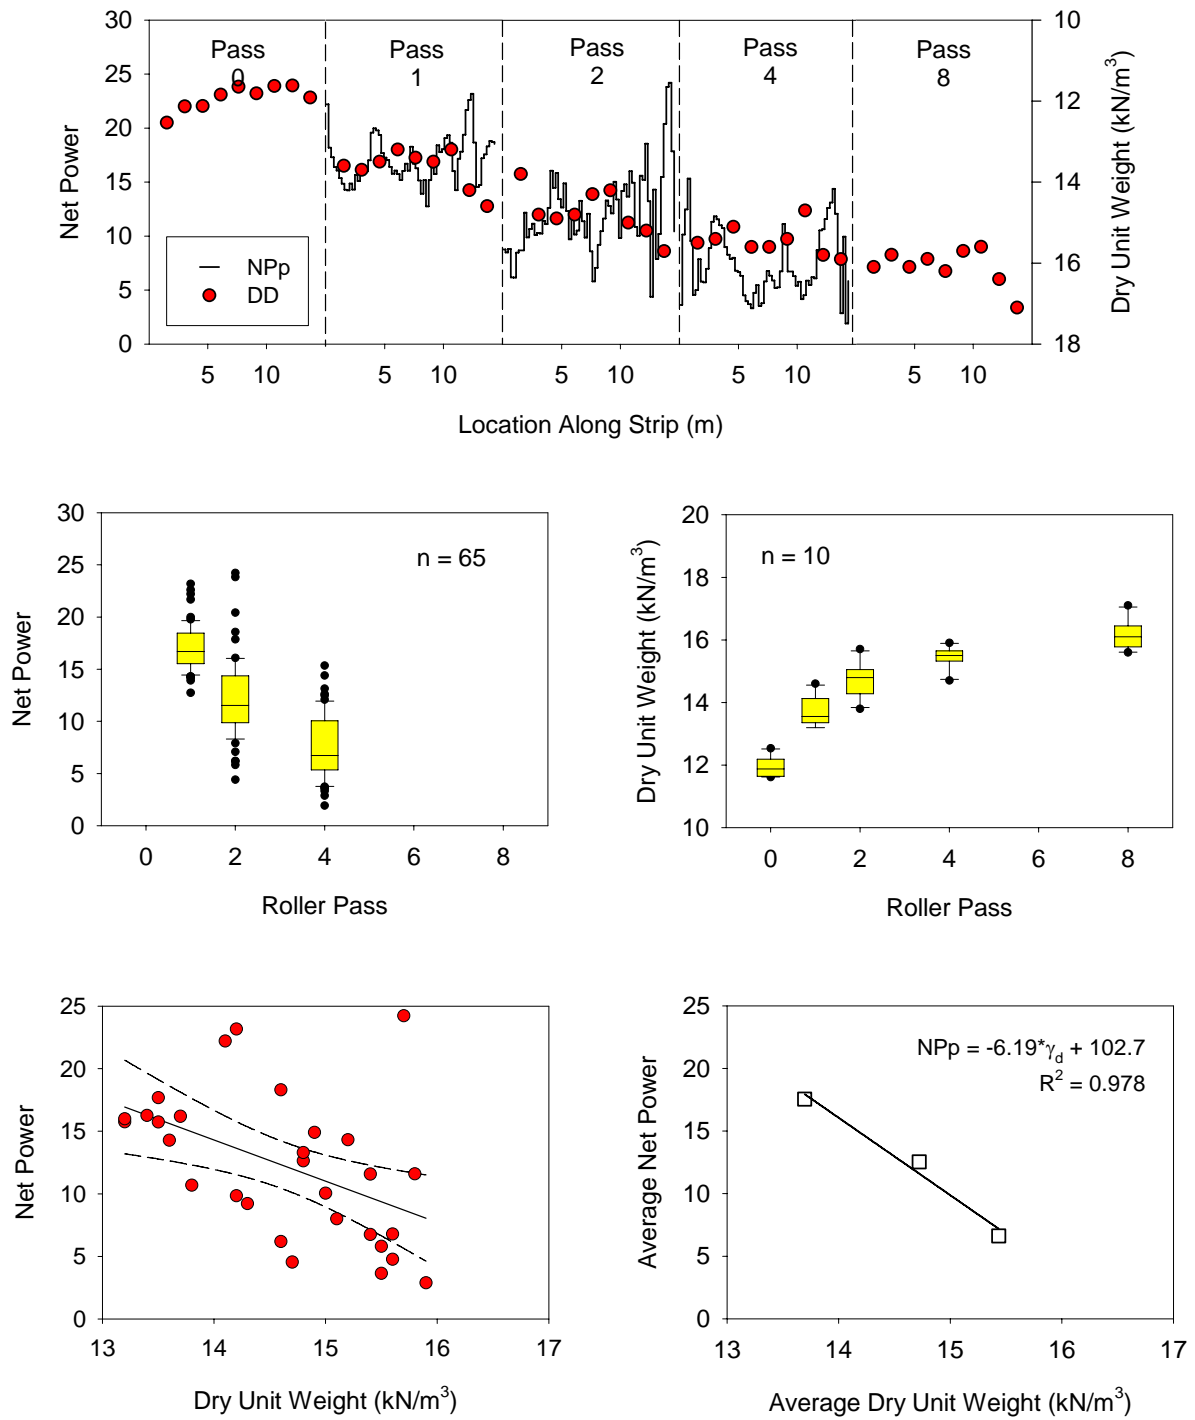 30
25
20
15
10
5
0
Net Power
Pass
0
Pass
1
Pass
2
Pass
4
Pass
8
NPp
DD
10
12
14
16
18
Dry Unit Weight (kN/m³)
5 10 5 10 5 10 5 10 5 10
Location Along Strip (m)
30
25
20
15
10
5
0
Net Power
n = 65
0 2 4 6 8
Roller Pass
20
18
16
14
12
10
Dry Unit Weight (kN/m³)
n = 10
0 2 4 6 8
Roller Pass
25
20
15
10
5
0
Net Power
13 14 15 16 17
Dry Unit Weight (kN/m³)
25
20
15
10
5
0
Average Net Power
NPp = -6.19*γd + 102.7
R² = 0.978
13 14 15 16 17
Average Dry Unit Weight (kN/m³)